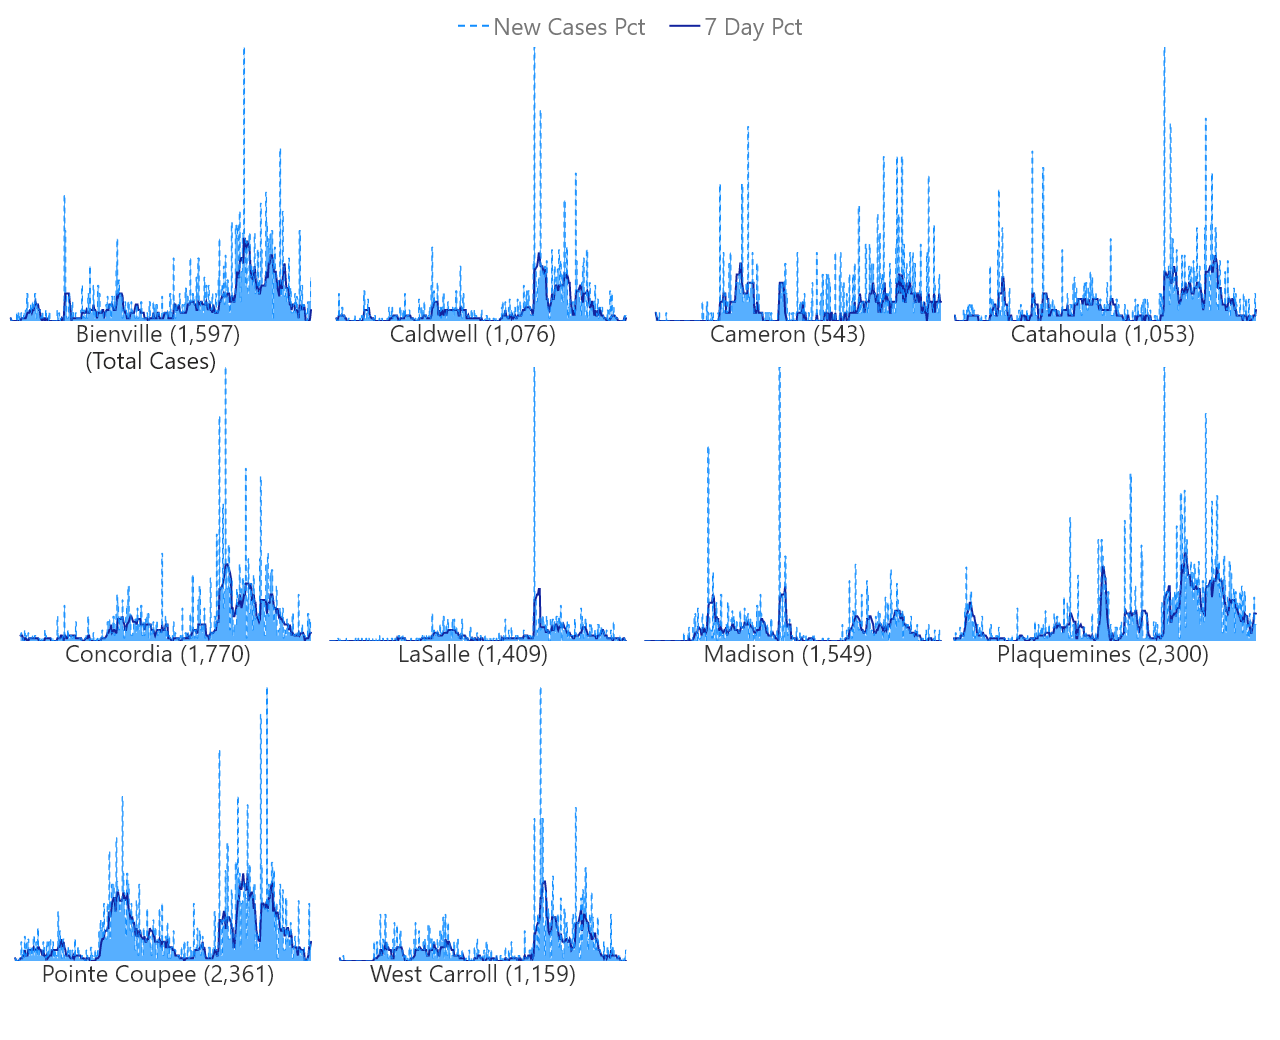 New Cases Pct 7 Day Pct
Bienville (1,597)
(Total Cases)
Caldwell (1,076)
Cameron (543)
Catahoula (1,053)
Concordia (1,770)
LaSalle (1,409)
Madison (1,549)
Plaquemines (2,300)
Pointe Coupee (2,361)
West Carroll (1,159)